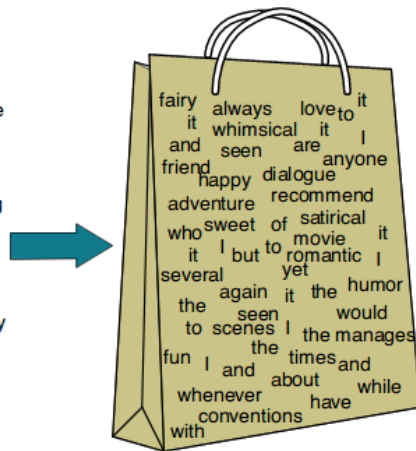 fairy always love to it
it whimsical it I
and seen are anyone
friend happy dialogue
adventure recommend
who sweet of satirical it
it I but to movie romantic I
several yet
again it the humor
the seen would
to scenes I the manages
fun I and the times and
about while
whenever have
conventions
with